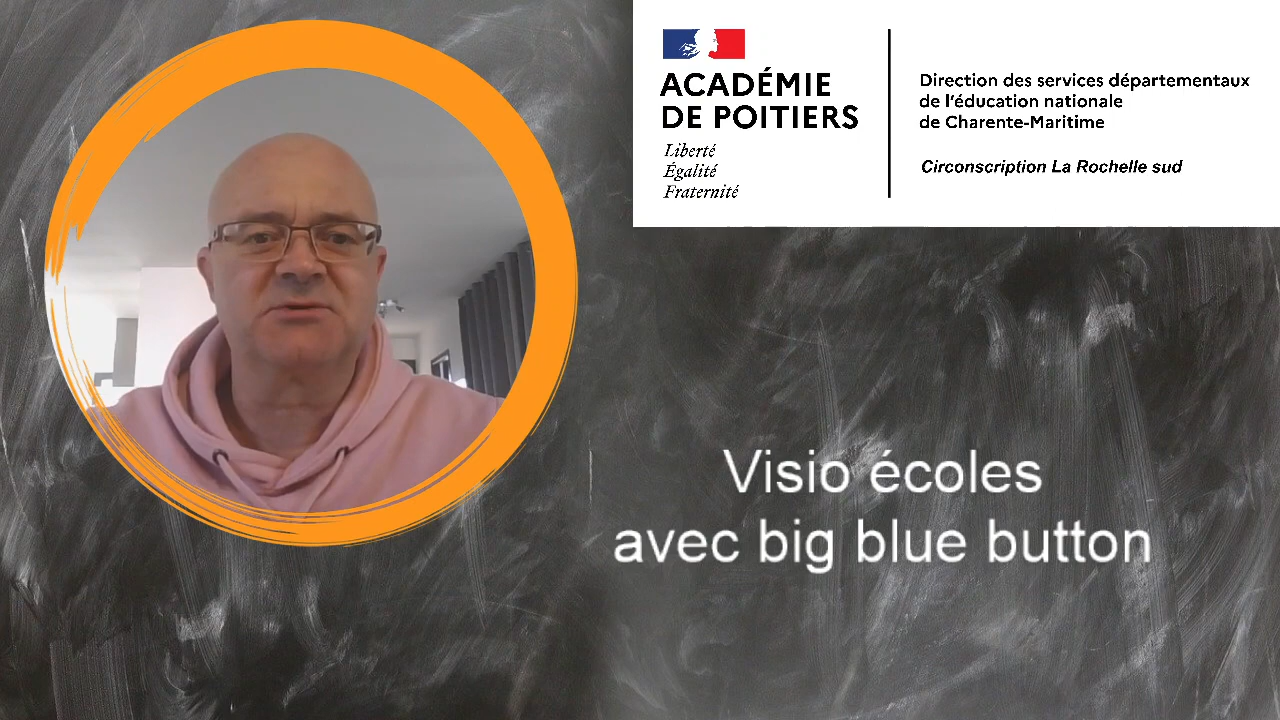 ACADÉMIE
DE POITIERS
Liberté
Égalité
Fraternité
Direction des services départementaux
de l'éducation nationale
de Charente-Maritime
Circonscription La Rochelle sud
Visio écoles
avec big blue button